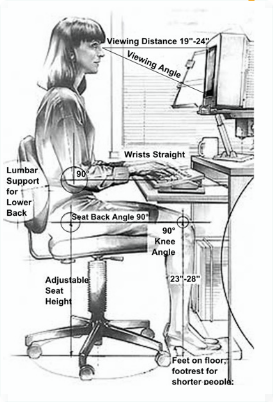 Viewing Distance 19"-24"
Viewing Angle
Wrists Straight
Lumbar
Support
for
Lower
Back
90
Seat Back Angle 90°
90°
Knee
Angle
Adjustable
Seat
Height
23"-28"
Feet on floor,
footrest for
shorter people.